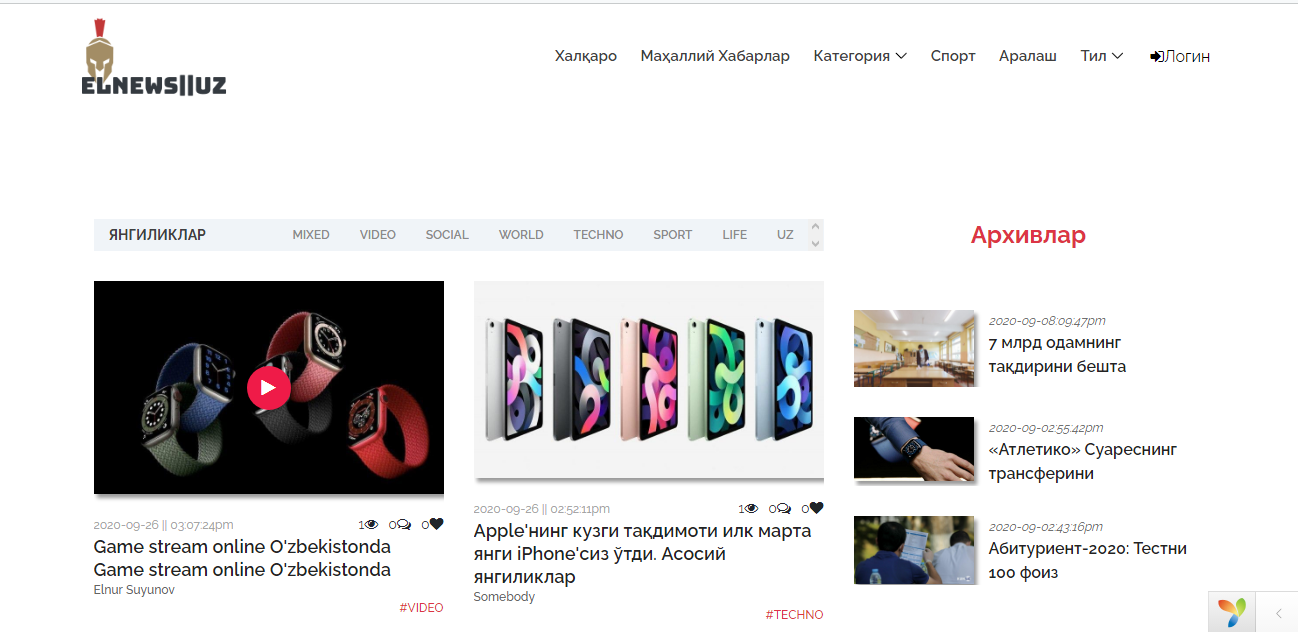 ELNEWS||UZ
Халқаро Маҳаллий Хабарлар Категория Спорт Аралаш Тил Логин
ЯНГИЛИКЛАР MIXED VIDEO SOCIAL WORLD TECHNO SPORT LIFE UZ
2020-09-26 || 03:07:24pm 1 0 0
Game stream online O'zbekistonda
Game stream online O'zbekistonda
Elnur Suyunov
#VIDEO
2020-09-26 || 02:52:11pm 1 0 0
Apple'нинг кузги тақдимоти илк марта
янги iPhone'сиз ўтди. Асосий
янгиликлар
Somebody
#TECHNO
Архивлар
2020-09-08:09:47pm
7 млрд одамнинг
тақдирини бешта
2020-09-02:55:42pm
«Атлетико» Суареснинг
трансферини
2020-09-02:43:16pm
Абитуриент-2020: Тестни
100 фоиз